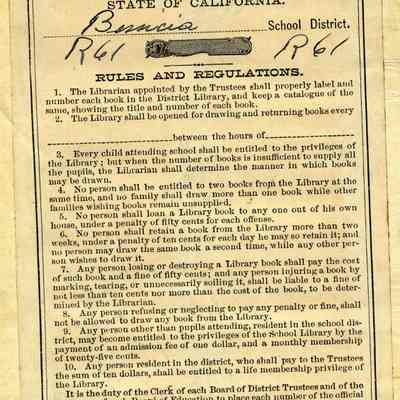 STATE OF CALIFORNIA.
Benicia School District.
R61 R61
RULES AND REGULATIONS.
1. The Librarian appointed by the Trustees shall properly label and
number each book in the District Library, and keep a catalogue of the
same, showing the title and number of each book.
2. The Library shall be opened for drawing and returning books every
between the hours of
3. Every child attending school shall be entitled to the privileges of
the Library; but when the number of books is insufficient to supply all
the pupils, the Librarian shall determine the manner in which books
may be drawn.
4. No person shall be entitled to two books from the Library at the
same time, and no family shall draw more than one book while other
families wishing books remain unsupplied.
5. No person shall loan a Library book to any one out of his own
house, under a penalty of fifty cents for each offense.
6. No person shall retain a book from the Library more than two
weeks, under a penalty of ten cents for each day he may so retain it; and
no person may draw the same book a second time, while any other per-
son wishes to draw it.
7. Any person losing or destroying a Library book shall pay the cost
of such book and a fine of fifty cents; and any person injuring a book by
marking, tearing, or unnecessarily soiling it, shall be liable to a fine of
not less than ten cents nor more than the cost of the book, to be deter-
mined by the Librarian.
8. Any person refusing or neglecting to pay any penalty or fine, shall
not be allowed to draw any book from the Library.
9. Any person other than pupils attending, resident in the school dis-
trict, may become entitled to the privileges of the School Library by the
payment of an admission fee of one dollar, and a monthly membership
of twenty-five cents.
10. Any person resident in the district, who shall pay to the Trustees
the sum of ten dollars, shall be entitled to a life membership privilege of
the Library.
It is the duty of the Clerk of each Board of District Trustees and of the
Board of Education to place each number of the official